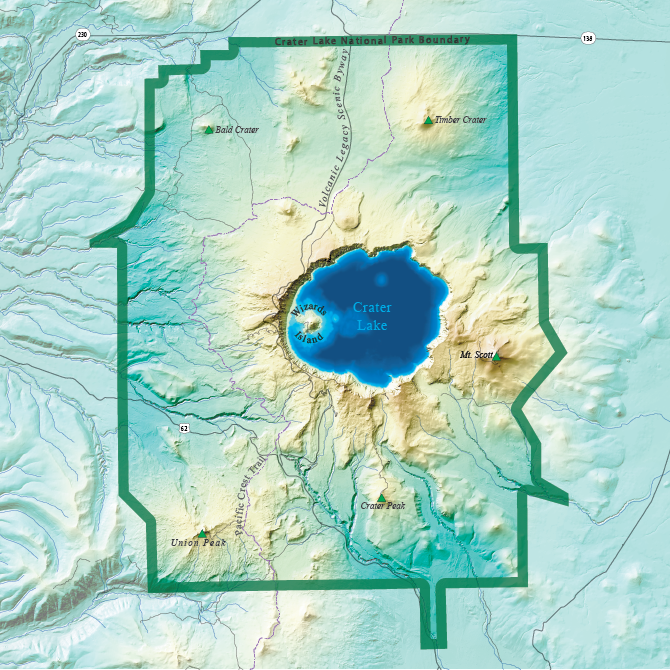 230
138
Crater Lake National Park Boundary
Volcanic Legacy Scenic Byway
Timber Crater
Bald Crater
Wizards
Island
Crater
Lake
Mt. Scott
62
Pacific Crest Trail
Crater Peak
Union Peak